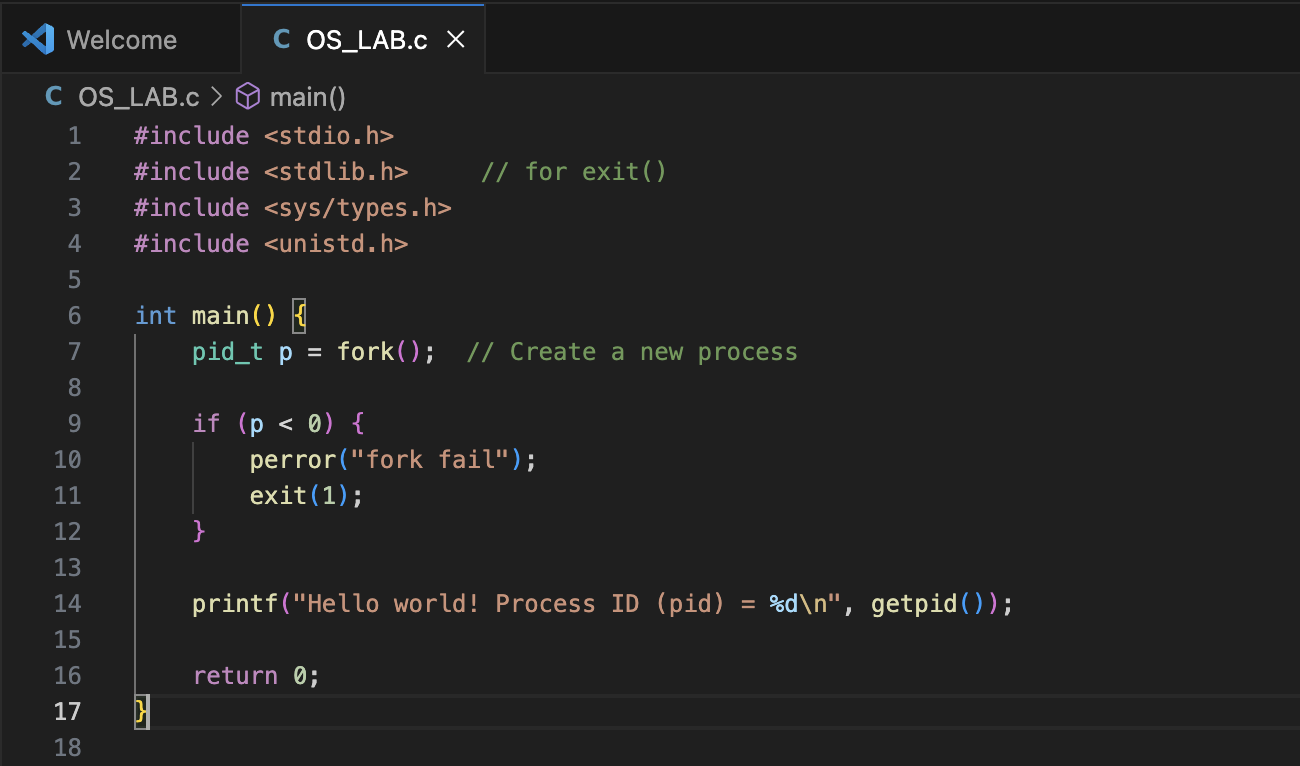 Welcome
C OS_LAB.c ×
C OS_LAB.c > main()
1 #include <stdio.h>
2 #include <stdlib.h>     // for exit()
3 #include <sys/types.h>
4 #include <unistd.h>
5
6 int main() {
7     pid_t p = fork();  // Create a new process
8
9     if (p < 0) {
10         perror("fork fail");
11         exit(1);
12     }
13
14     printf("Hello world! Process ID (pid) = %d\n", getpid());
15
16     return 0;
17 }
18